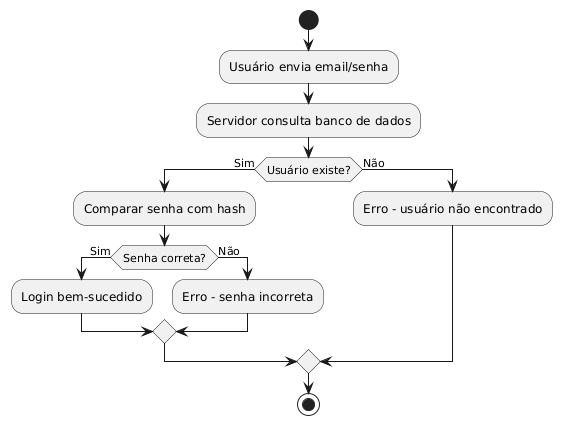 Usuário envia email/senha
Servidor consulta banco de dados
Usuário existe?
Sim
Não
Comparar senha com hash
Erro - usuário não encontrado
Senha correta?
Sim
Não
Login bem-sucedido
Erro - senha incorreta